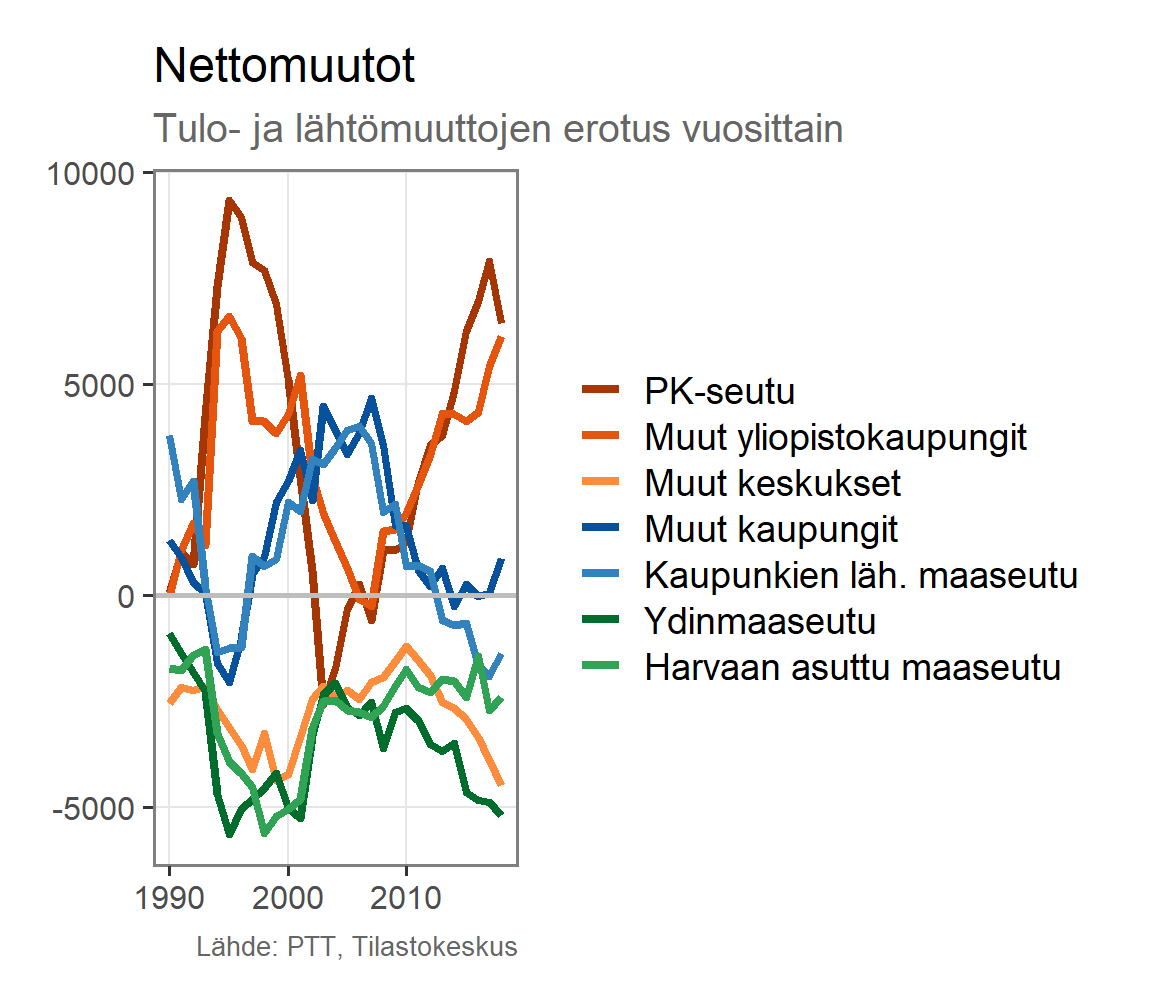 Nettomuutot
Tulo- ja lähtömuuttojen erotus vuosittain
10000
5000
0
-5000
1990 2000 2010
PK-seutu
Muut yliopistokaupungit
Muut keskukset
Muut kaupungit
Kaupunkien läh. maaseutu
Ydinmaaseutu
Harvaan asuttu maaseutu
Lähde: PTT, Tilastokeskus